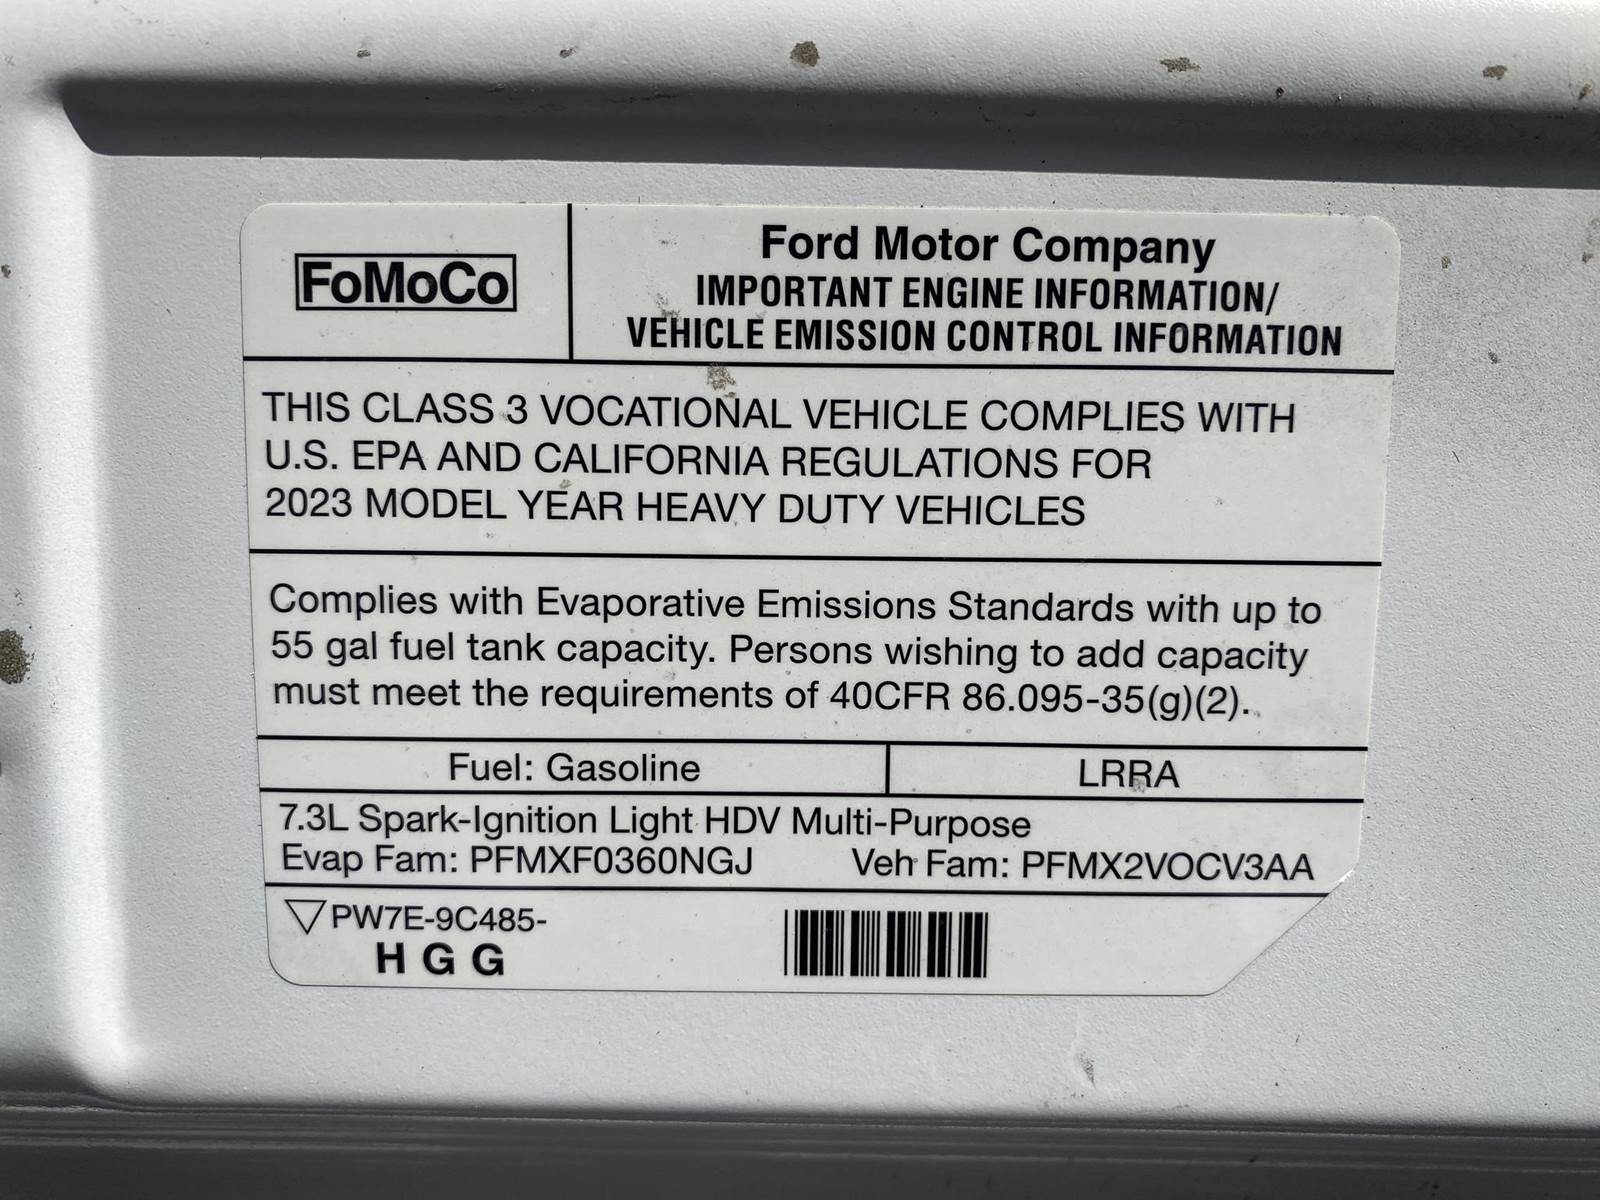 FoMoCo
Ford Motor Company
IMPORTANT ENGINE INFORMATION/
VEHICLE EMISSION CONTROL INFORMATION
THIS CLASS 3 VOCATIONAL VEHICLE COMPLIES WITH
U.S. EPA AND CALIFORNIA REGULATIONS FOR
2023 MODEL YEAR HEAVY DUTY VEHICLES
Complies with Evaporative Emissions Standards with up to
55 gal fuel tank capacity. Persons wishing to add capacity
must meet the requirements of 40CFR 86.095-35(g)(2).
Fuel: Gasoline LRRA
7.3L Spark-Ignition Light HDV Multi-Purpose
Evap Fam: PFMXF0360NGJ Veh Fam: PFMX2VOCV3AA
PW7E-9C485-
H G G